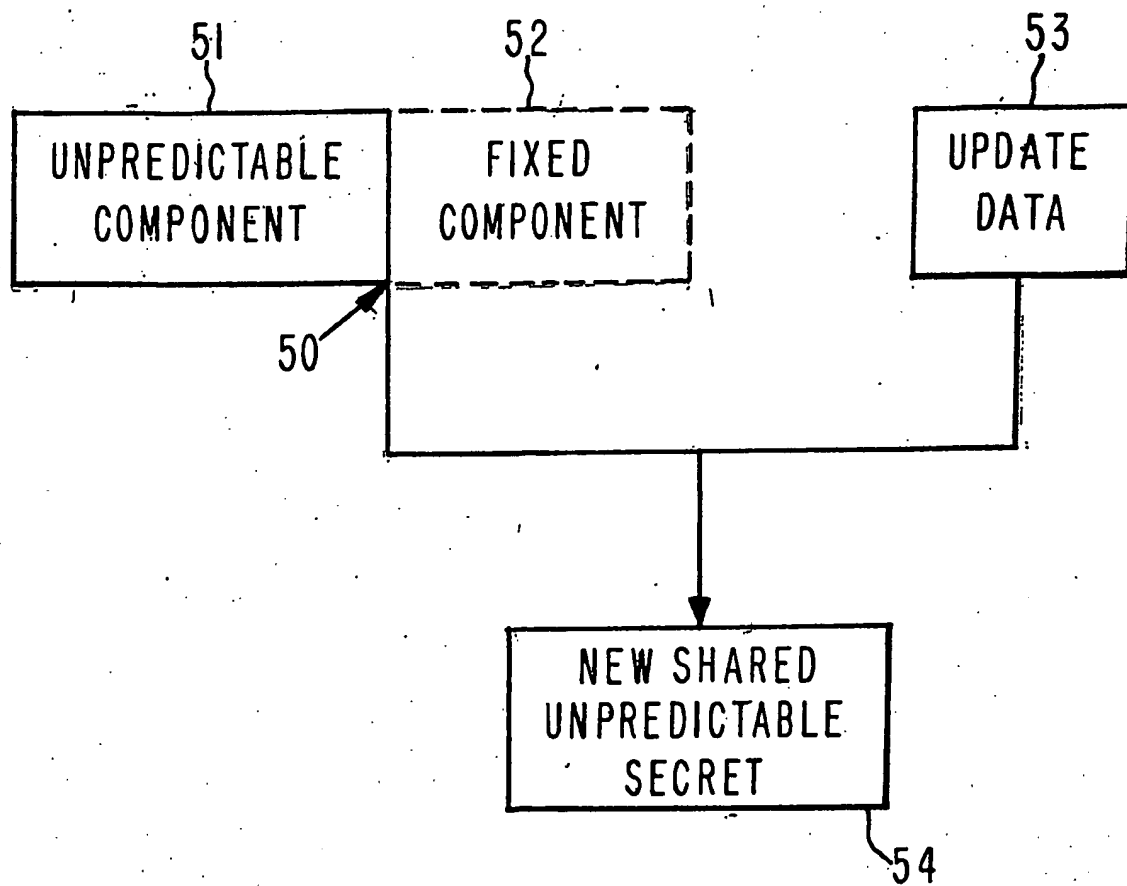 51
52
53
UNPREDICTABLE
COMPONENT
FIXED
COMPONENT
UPDATE
DATA
50
NEW SHARED
UNPREDICTABLE
SECRET
54